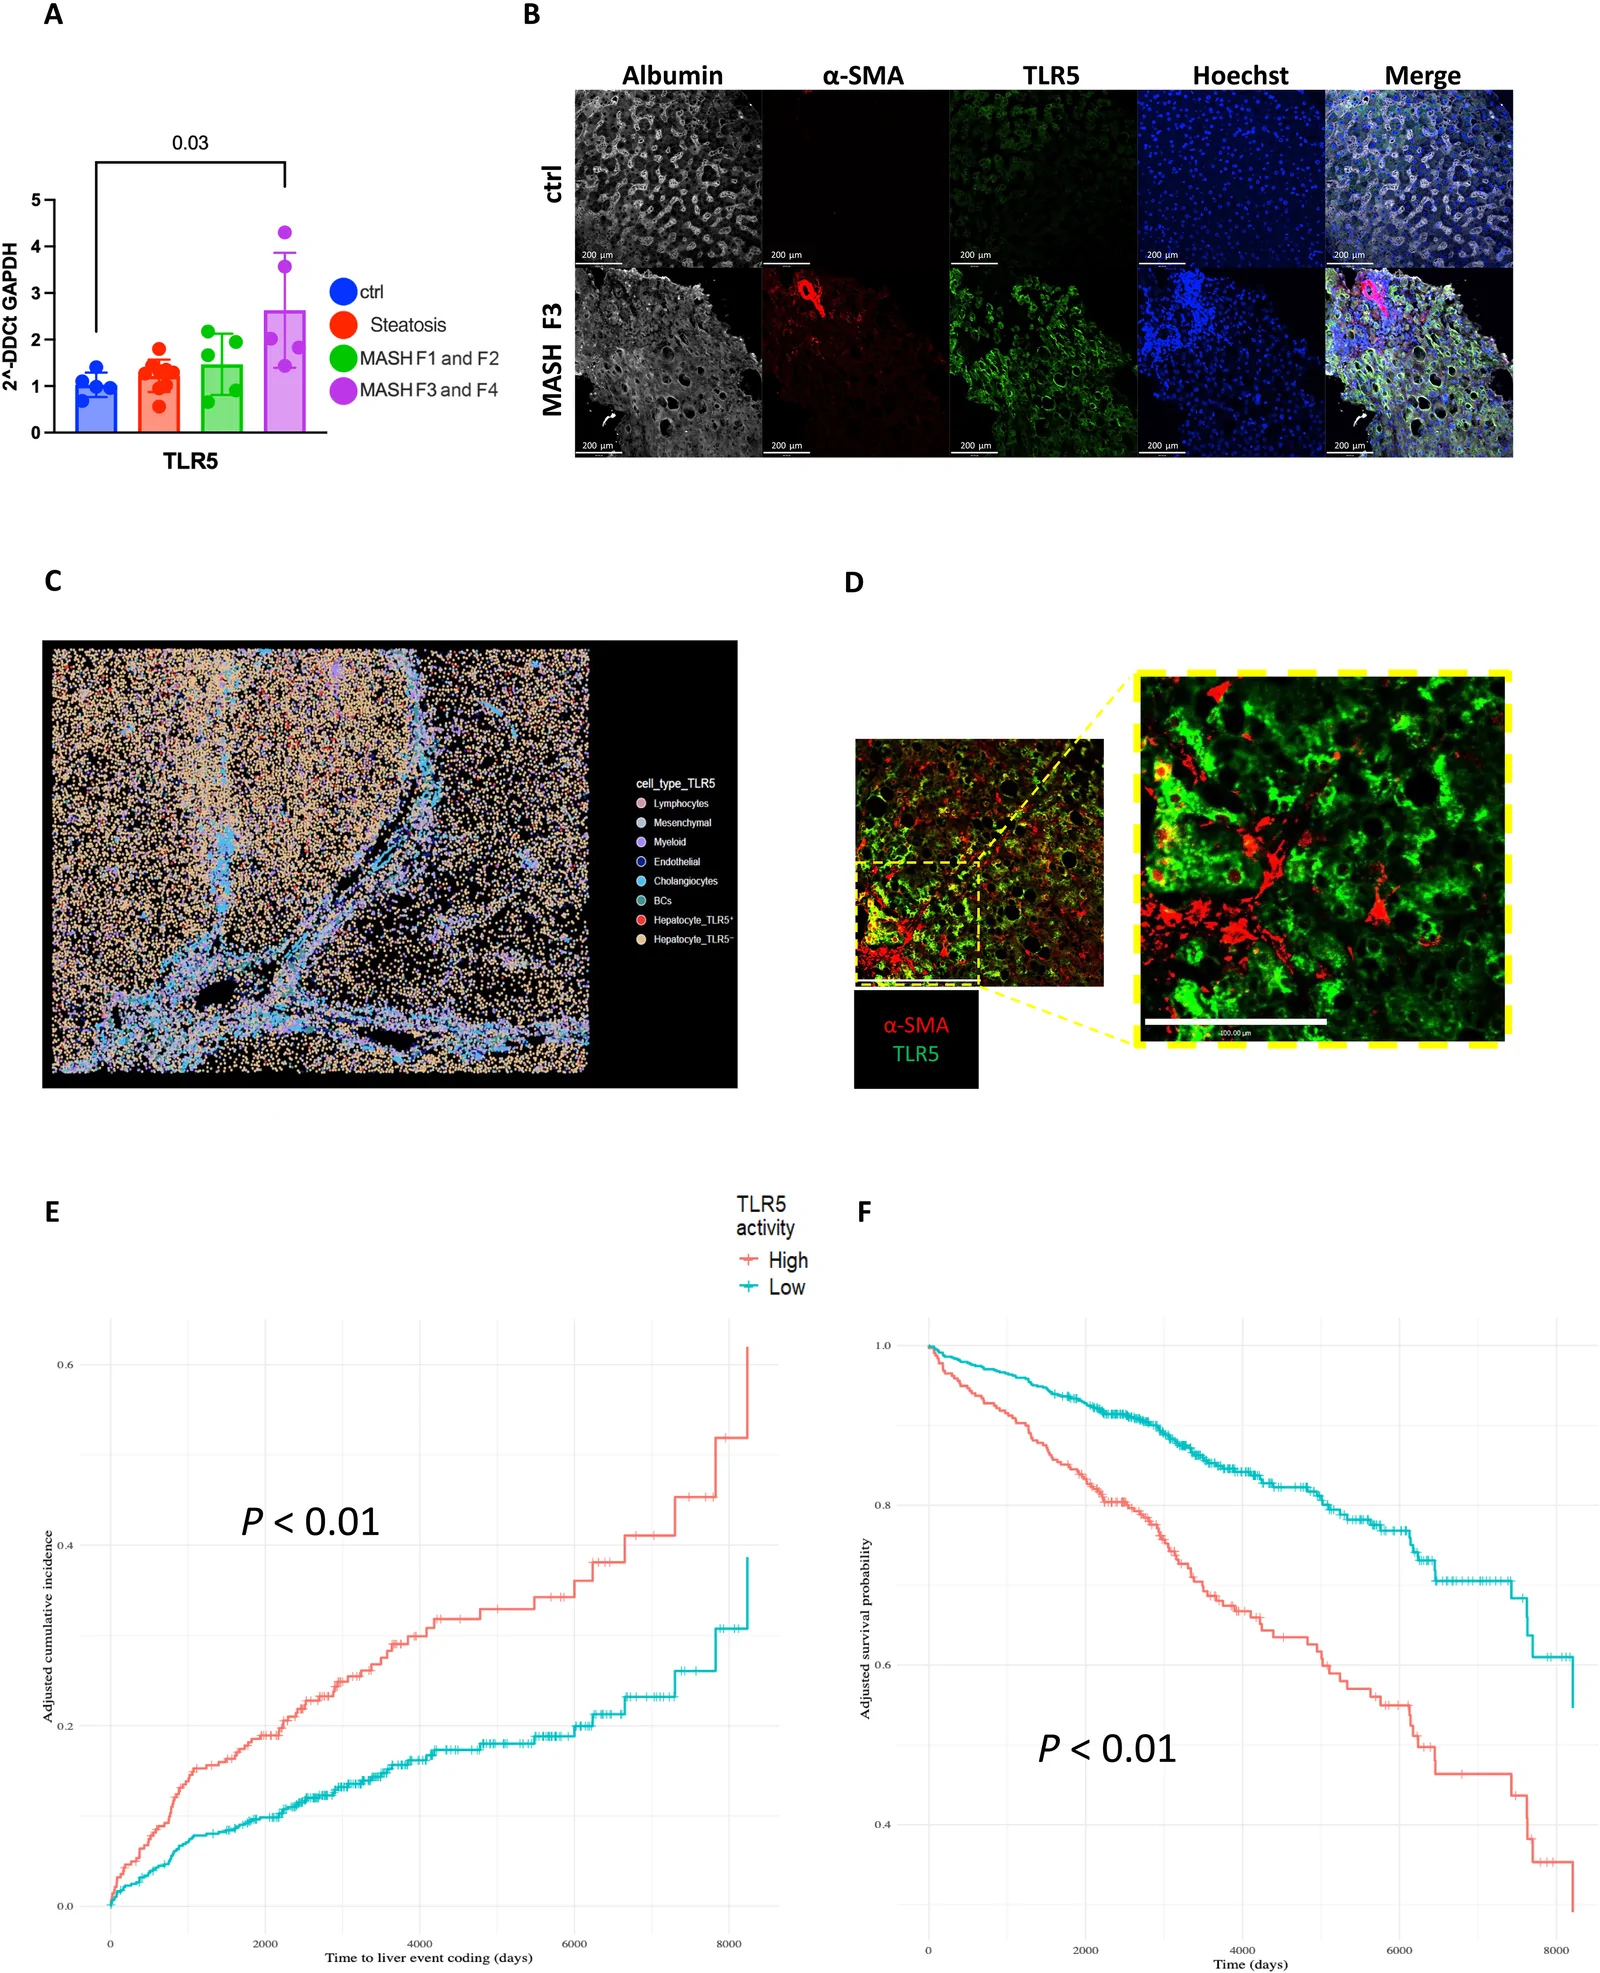 A
B
0.03
5
4
3
2
1
0
2^-DDCt GAPDH
TLR5
ctrl
Steatosis
MASH F1 and F2
MASH F3 and F4
Albumin
α-SMA
TLR5
Hoechst
Merge
ctrl
200 μm
200 μm
200 μm
200 μm
200 μm
MASH F3
200 μm
200 μm
200 μm
200 μm
200 μm
C
D
cell_type_TLR5
Lymphocytes
Mesenchymal
Myeloid
Endothelial
Cholangiocytes
BCs
Hepatocyte_TLR5⁺
Hepatocyte_TLR5⁻
α-SMA
TLR5
100.00 μm
E
TLR5
activity
High
Low
F
P < 0.01
Adjusted cumulative incidence
0.6
0.4
0.2
0.0
0
2000
4000
6000
8000
Time to liver event coding (days)
P < 0.01
Adjusted survival probability
1.0
0.8
0.6
0.4
0
2000
4000
6000
8000
Time (days)